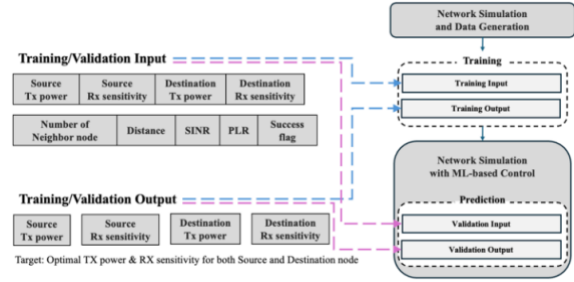 Network Simulation
and Data Generation
Training/Validation Input
Training
Source
Tx power
Source
Rx sensitivity
Destination
Tx power
Destination
Rx sensitivity
Training Input
Training Output
Number of
Neighbor node
Distance
SINR
PLR
Success
flag
Network Simulation
with ML-based Control
Training/Validation Output
Prediction
Source
Tx power
Source
Rx sensitivity
Destination
Tx power
Destination
Rx sensitivity
Validation Input
Validation Output
Target: Optimal TX power & RX sensitivity for both Source and Destination node